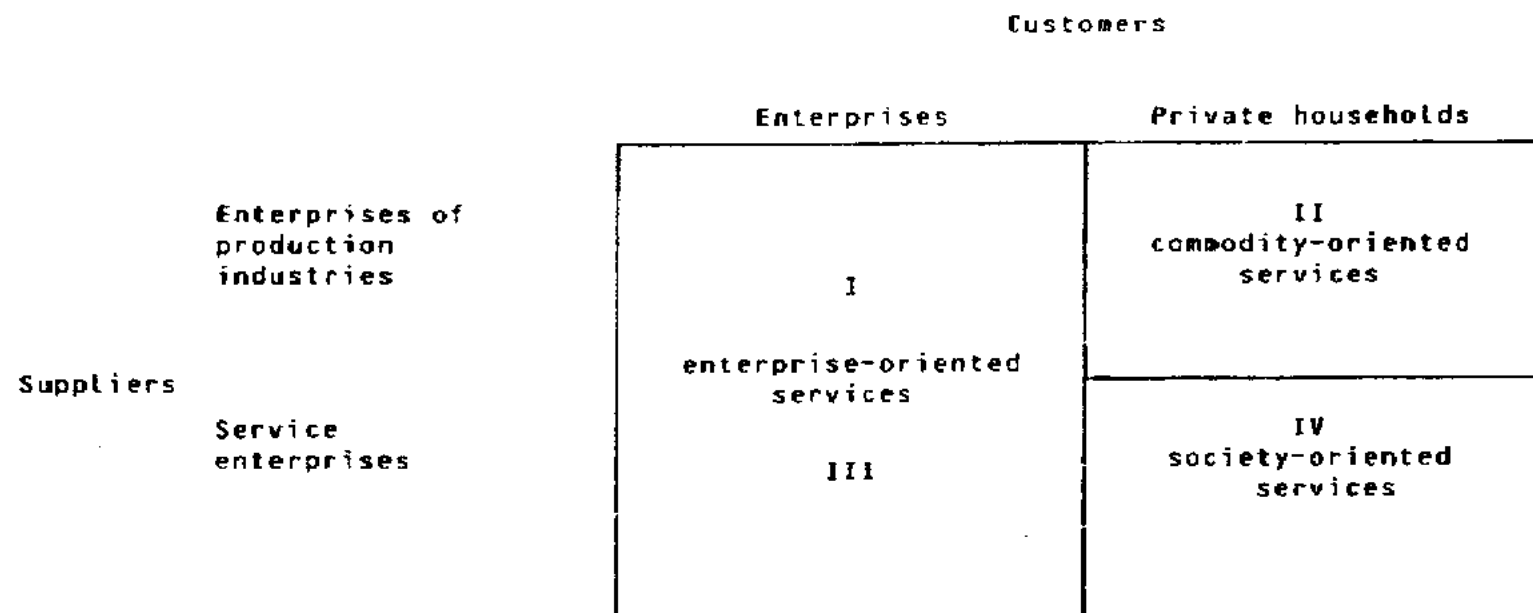 Customers
Enterprises
Private households
Enterprises of
production
industries
I
II
commodity-oriented
services
Suppliers
enterprise-oriented
services
Service
enterprises
III
IV
society-oriented
services